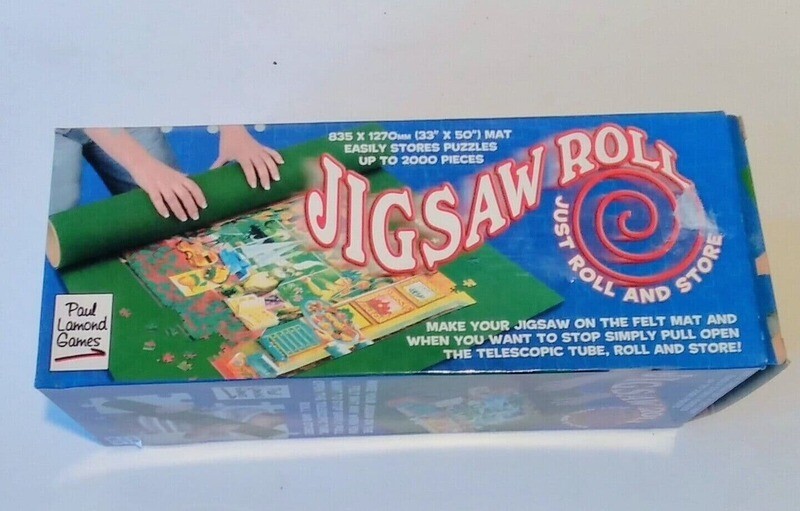 835 X 1270MM (33" X 50") MAT
EASILY STORES PUZZLES
UP TO 2000 PIECES
JIGSAW ROLL
JUST ROLL AND STORE
Paul
Lamond
Games
MAKE YOUR JIGSAW ON THE FELT MAT AND
WHEN YOU WANT TO STOP SIMPLY PULL OPEN
THE TELESCOPIC TUBE, ROLL AND STORE!